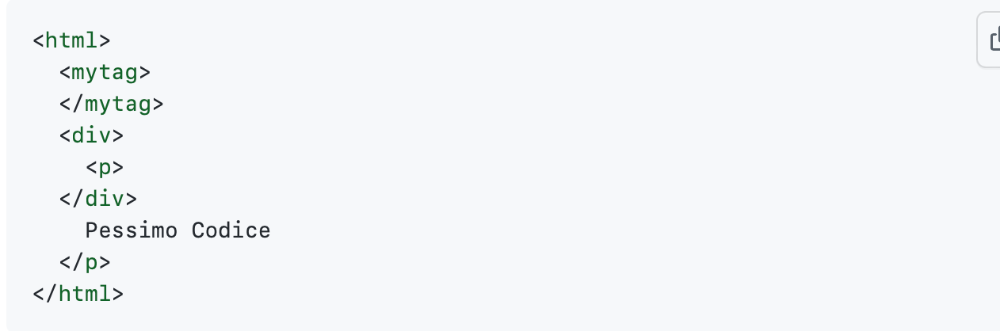 <html>
  <mytag>
  </mytag>
  <div>
    <p>
  </div>
    Pessimo Codice
  </p>
</html>